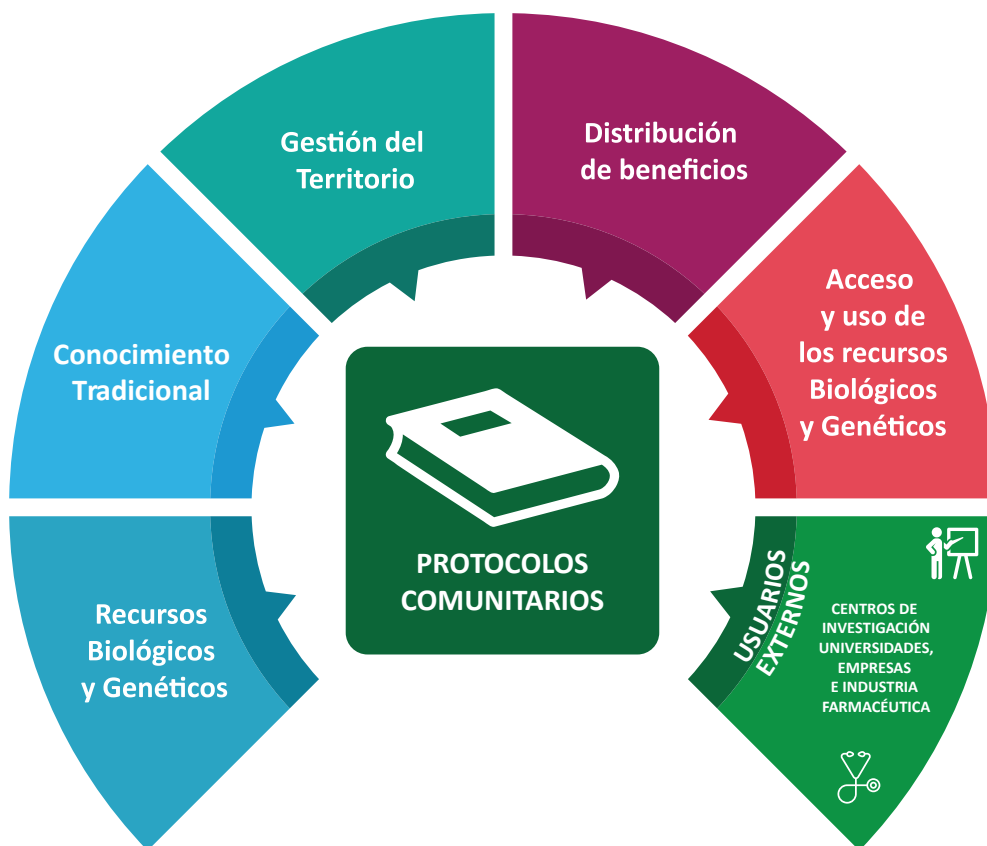 Gestión del
Territorio
Distribución
de beneficios
Conocimiento
Tradicional
Acceso
y uso de
los recursos
Biológicos
y Genéticos
Recursos
Biológicos
y Genéticos
PROTOCOLOS
COMUNITARIOS
USUARIOS
EXTERNOS
CENTROS DE
INVESTIGACIÓN
UNIVERSIDADES,
EMPRESAS
E INDUSTRIA
FARMACÉUTICA